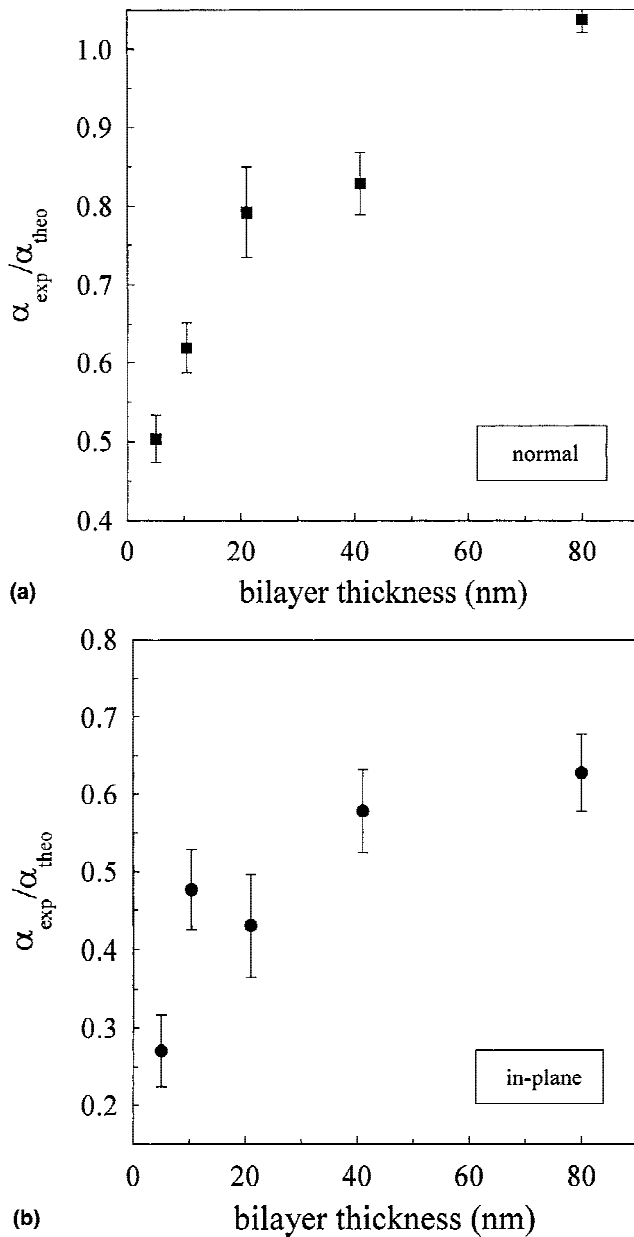 1.0
0.9
0.8
0.7
0.6
0.5
0.4
α_exp/α_theo
normal
0 20 40 60 80
(a) bilayer thickness (nm)
0.8
0.7
0.6
0.5
0.4
0.3
0.2
α_exp/α_theo
in-plane
0 20 40 60 80
(b) bilayer thickness (nm)